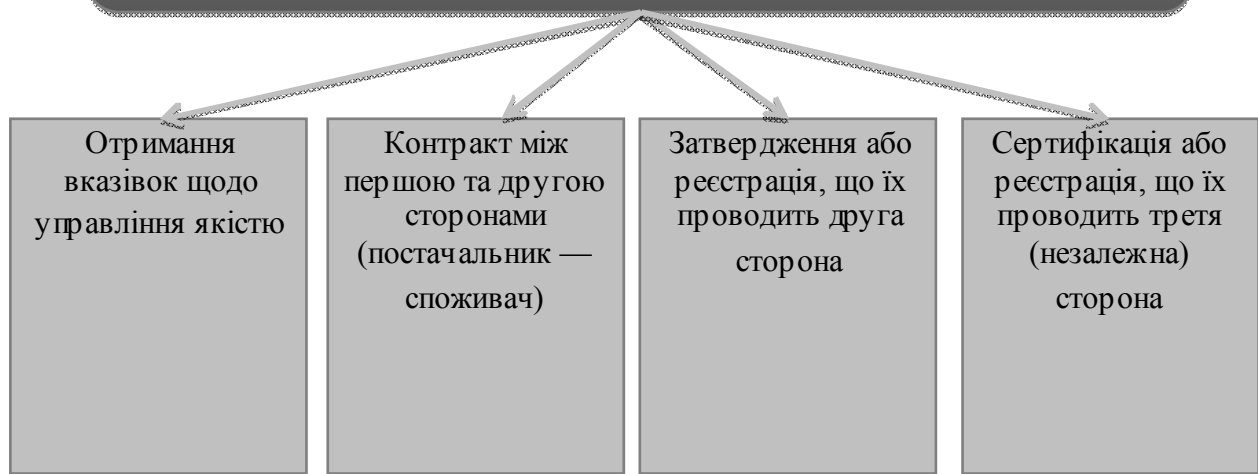 Отримання
вказівок щодо
управління якістю
Контракт між
першою та другою
сторонами
(постачальник —
споживач)
Затвердження або
реєстрація, що їх
проводить друга
сторона
Сертифікація або
реєстрація, що їх
проводить третя
(незалежна)
сторона